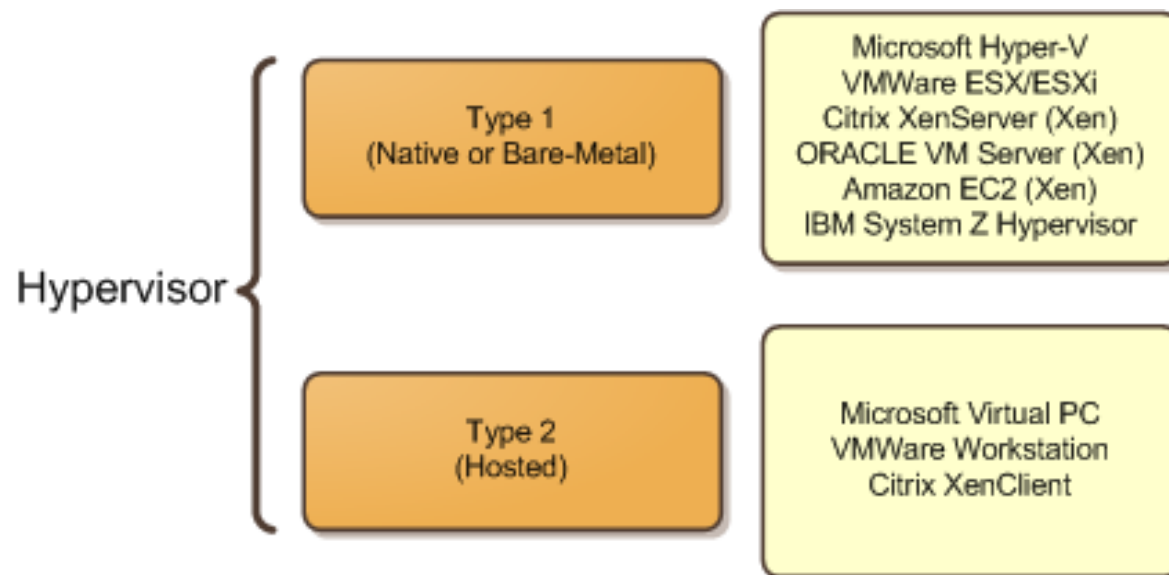 Hypervisor
Type 1
(Native or Bare-Metal)
Microsoft Hyper-V
VMWare ESX/ESXi
Citrix XenServer (Xen)
ORACLE VM Server (Xen)
Amazon EC2 (Xen)
IBM System Z Hypervisor
Type 2
(Hosted)
Microsoft Virtual PC
VMWare Workstation
Citrix XenClient